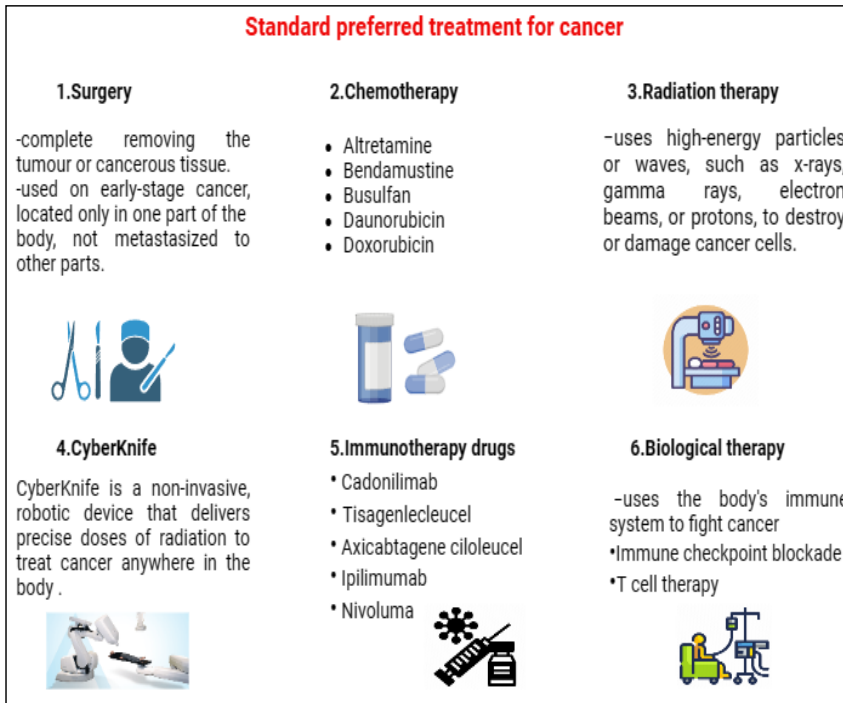 Standard preferred treatment for cancer
1.Surgery
-complete removing the
tumour or cancerous tissue.
-used on early-stage cancer,
located only in one part of the
body, not metastasized to
other parts.
2.Chemotherapy
• Altretamine
• Bendamustine
• Busulfan
• Daunorubicin
• Doxorubicin
3.Radiation therapy
–uses high-energy particles
or waves, such as x-rays,
gamma rays, electron
beams, or protons, to destroy
or damage cancer cells.
4.CyberKnife
CyberKnife is a non-invasive,
robotic device that delivers
precise doses of radiation to
treat cancer anywhere in the
body .
5.Immunotherapy drugs
• Cadonilimab
• Tisagenlecleucel
• Axicabtagene ciloleucel
• Ipilimumab
• Nivoluma
6.Biological therapy
–uses the body's immune
system to fight cancer
•Immune checkpoint blockade
•T cell therapy